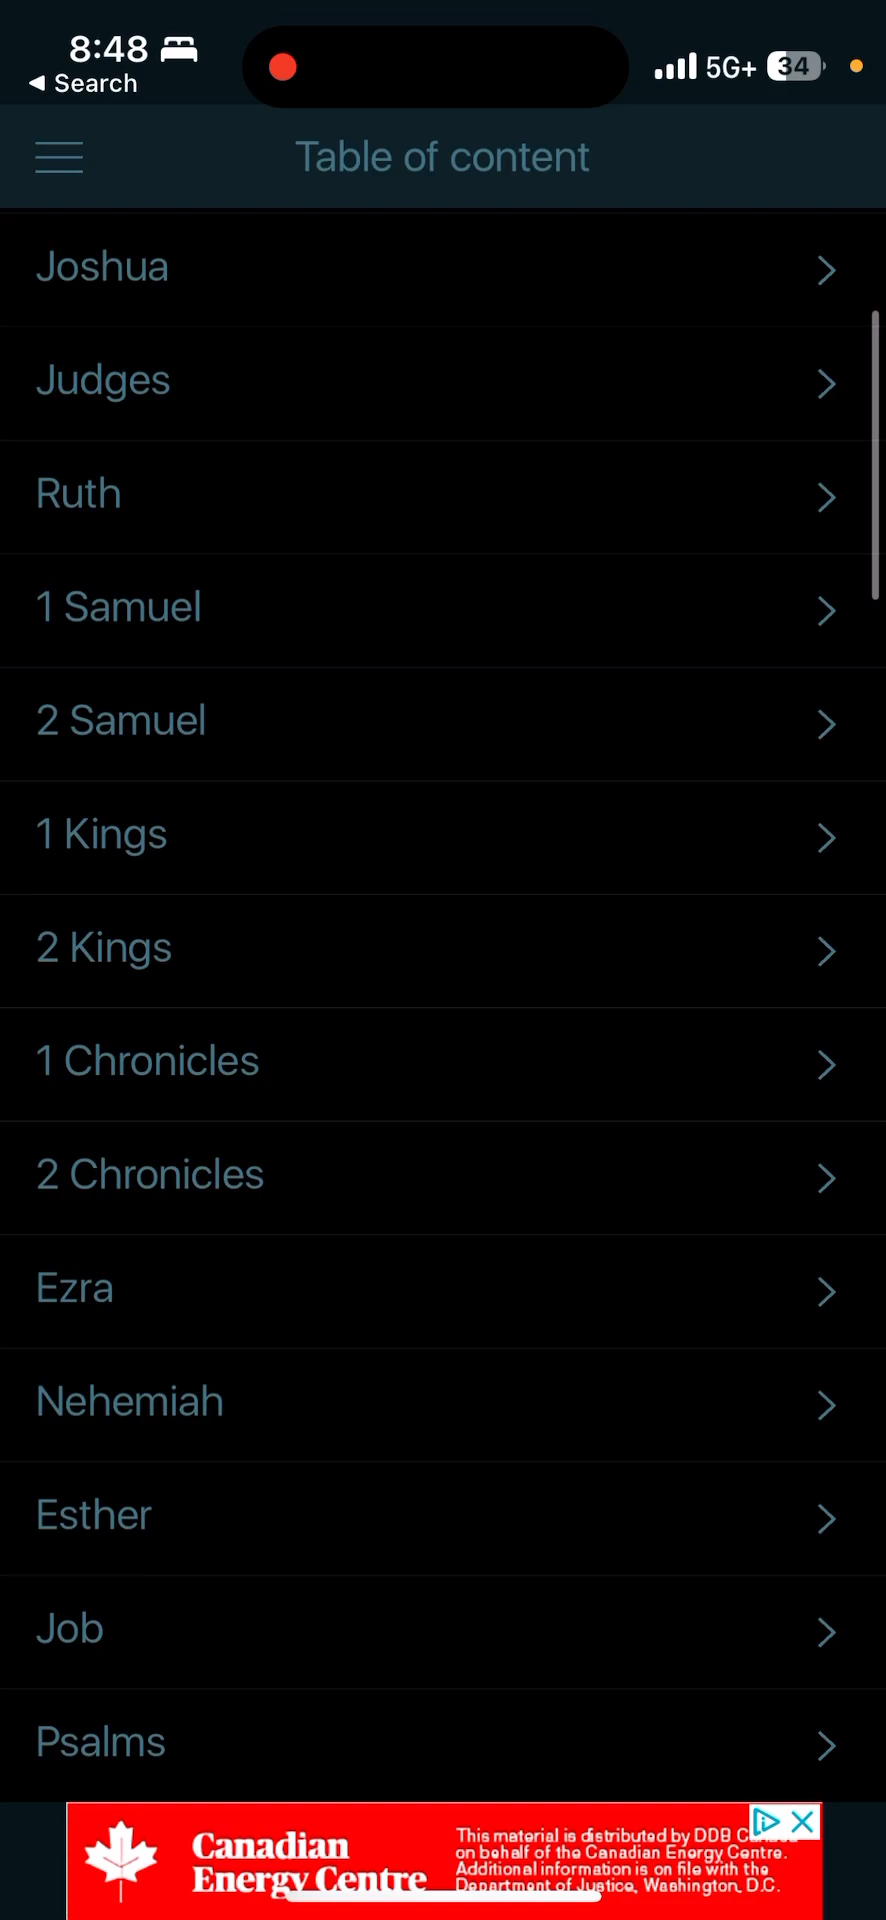 8:48
5G+ 34
◀ Search
Table of content
Joshua
Judges
Ruth
1 Samuel
2 Samuel
1 Kings
2 Kings
1 Chronicles
2 Chronicles
Ezra
Nehemiah
Esther
Job
Psalms
Canadian
Energy Centre
This material is distributed by DDB
on behalf of the Canadian Energy Centre.
Additional information is on file with the
Department of Justice, Washington, D.C.